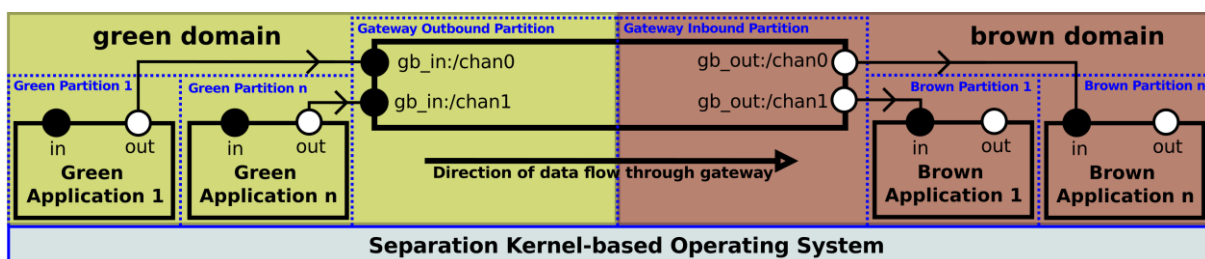 green domain
Gateway Outbound Partition
Gateway Inbound Partition
brown domain
gb_in:/chan0
gb_out:/chan0
Green Partition 1
Green Partition n
gb_in:/chan1
gb_out:/chan1
Brown Partition 1
Brown Partition n
in
out
in
out
in
out
in
out
Green
Application 1
Green
Application n
Direction of data flow through gateway
Brown
Application 1
Brown
Application n
Separation Kernel-based Operating System